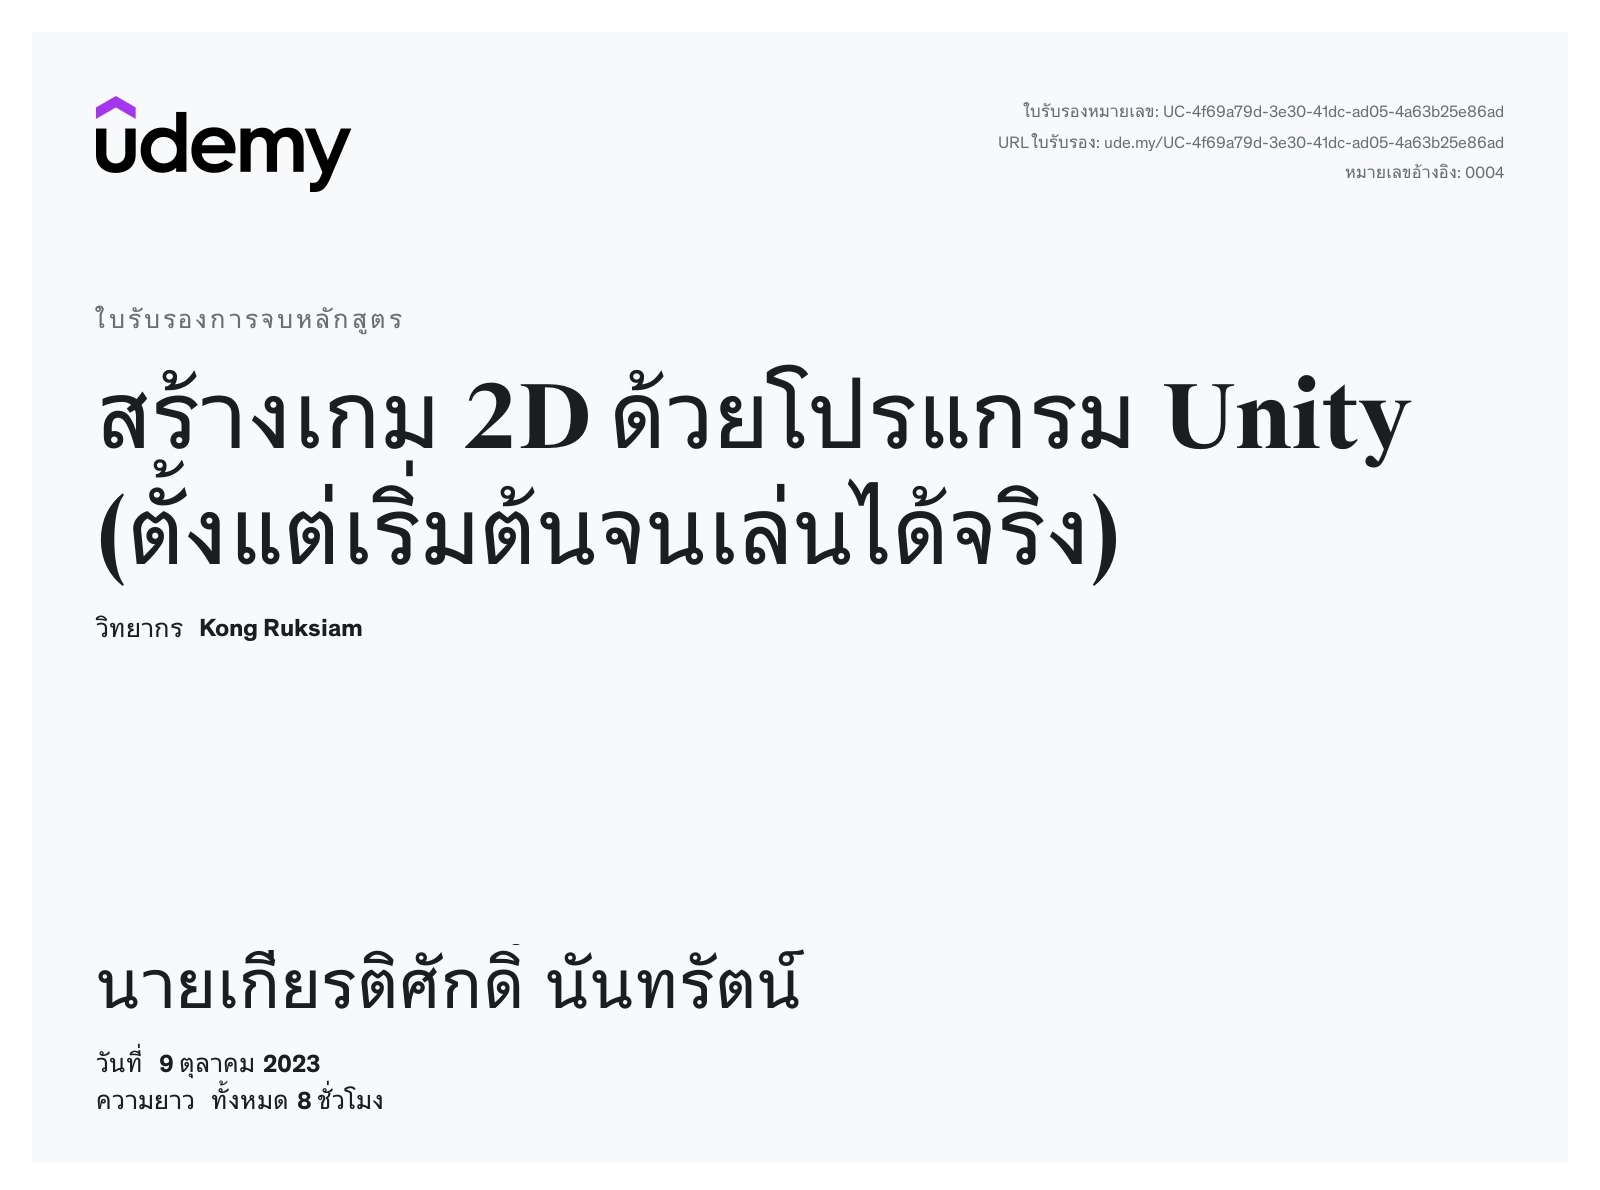 udemy
ใบรับรองหมายเลข: UC-4f69a79d-3e30-41dc-ad05-4a63b25e86ad
URLใบรับรอง: ude.my/UC-4f69a79d-3e30-41dc-ad05-4a63b25e86ad
หมายเลขอ้างอิง: 0004
ใบรับรองการจบหลักสูตร
สร้างเกม 2D ด้วยโปรแกรม Unity
(ตั้งแต่เริ่มต้นจนเล่นได้จริง)
วิทยากร Kong Ruksiam
นายเกียรติศักดิ์ นันทรัตน์
วันที่ 9 ตุลาคม 2023
ความยาว ทั้งหมด 8 ชั่วโมง